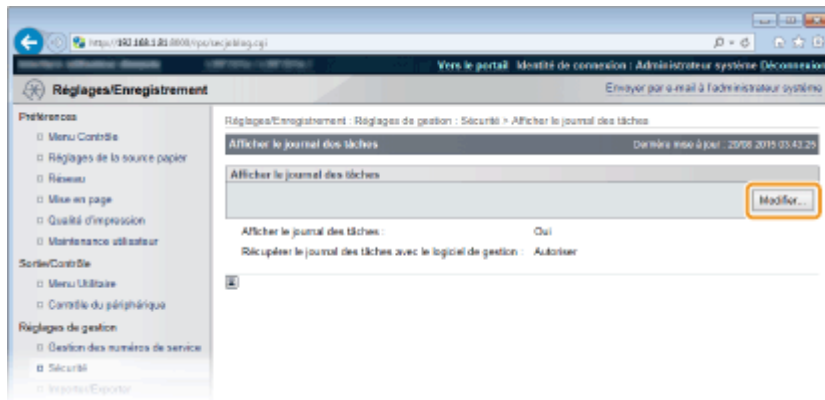 Vers le portail Identité de connexion : Administrateur système Déconnexion
Réglages/Enregistrement
Envoyer par e-mail à l'administrateur système
Préférences
Menu Contrôle
Réglages de la source papier
Réseau
Mise en page
Qualité d'impression
Maintenance utilisateur
Sortie/Contrôle
Menu Utilitaire
Contrôle du périphérique
Réglages de gestion
Gestion des numéros de service
Sécurité
Importer/Exporter
Réglages/Enregistrement : Réglages de gestion : Sécurité > Afficher le journal des tâches
Afficher le journal des tâches
Dernière mise à jour : 2015 03:43:25
Afficher le journal des tâches
Modifier...
Afficher le journal des tâches : Oui
Récupérer le journal des tâches avec le logiciel de gestion : Autoriser